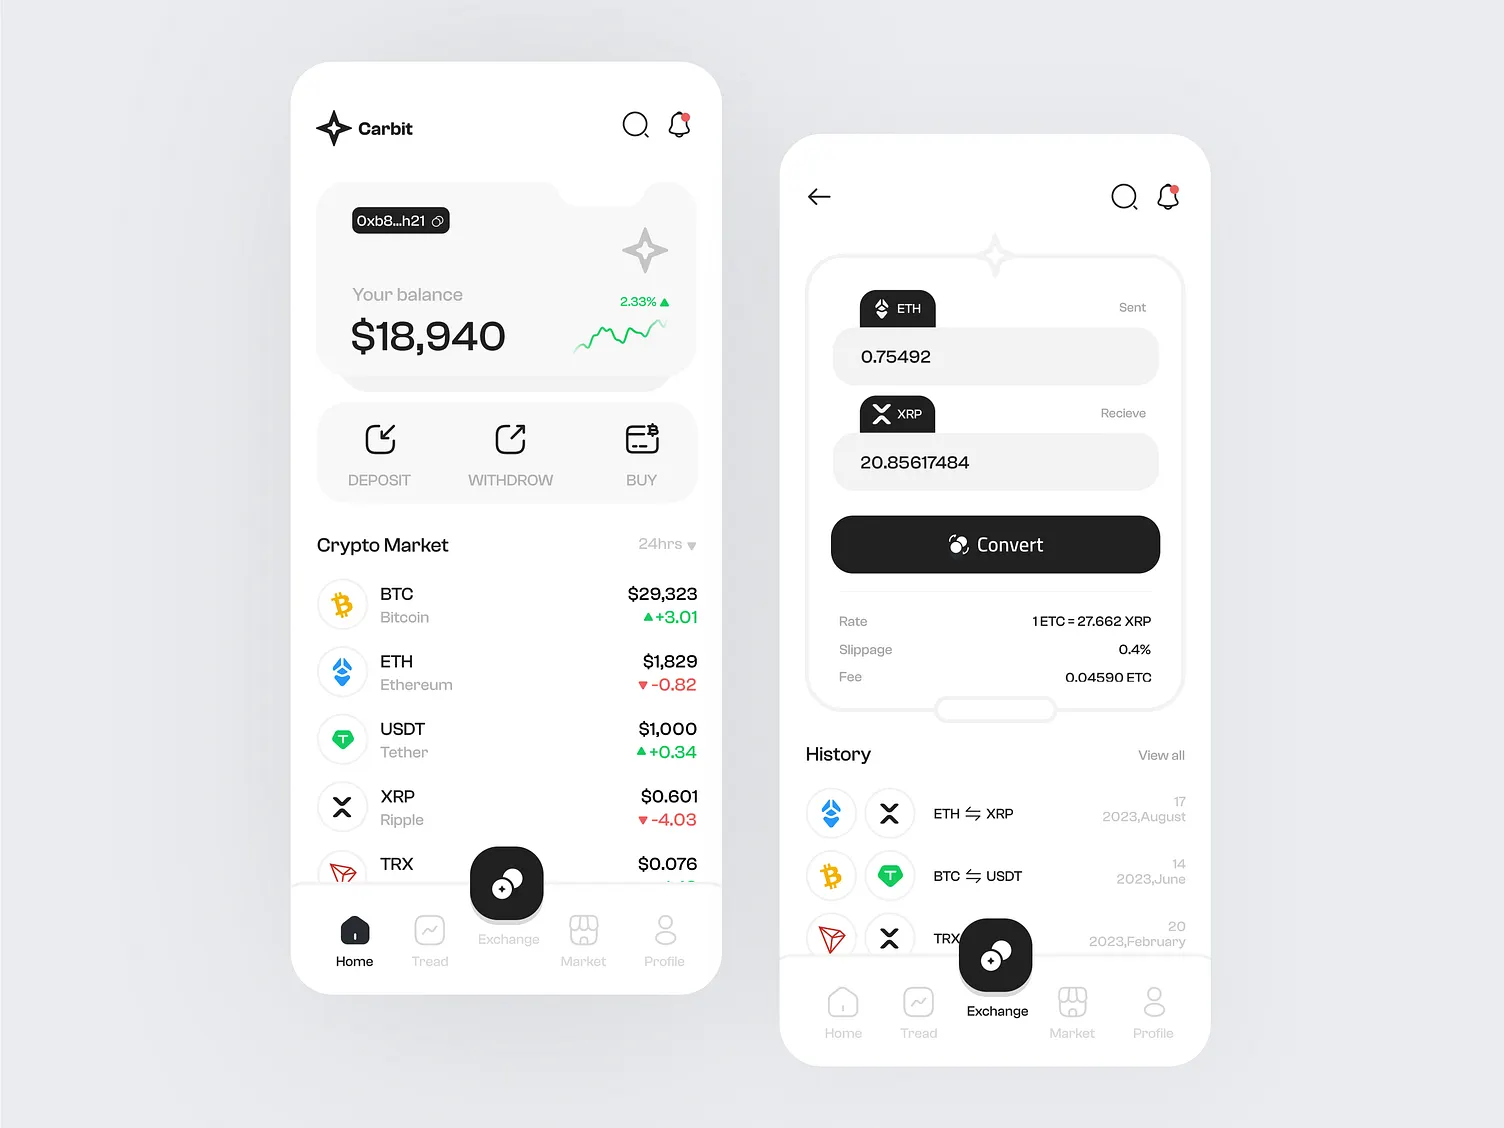 Carbit
0xb8...h21
Your balance
2.33%
$18,940
DEPOSIT WITHDROW BUY
Crypto Market 24hrs
BTC $29,323
Bitcoin +3.01
ETH $1,829
Ethereum -0.82
USDT $1,000
Tether +0.34
XRP $0.601
Ripple -4.03
TRX $0.076
Exchange
Home Tread Market Profile
ETH Sent
0.75492
XRP Recieve
20.85617484
Convert
Rate 1 ETC = 27.662 XRP
Slippage 0.4%
Fee 0.04590 ETC
History View all
17
ETH XRP
2023,August
14
BTC USDT
2023,June
20
TRX
2023,February
Exchange
Home Tread Market Profile